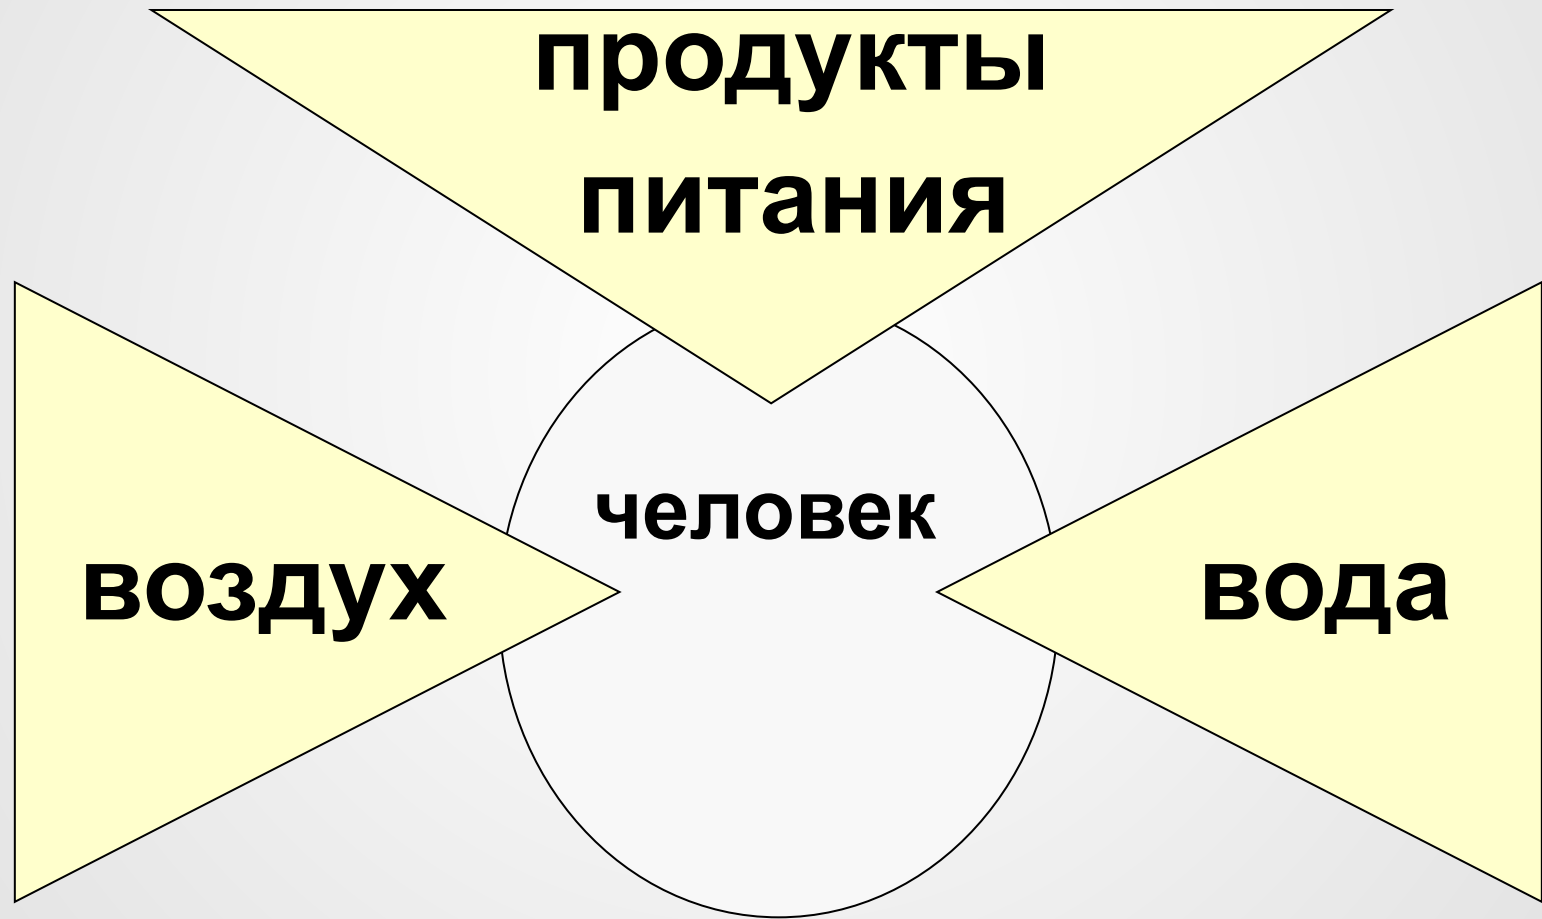 продукты
питания
человек
воздух
вода